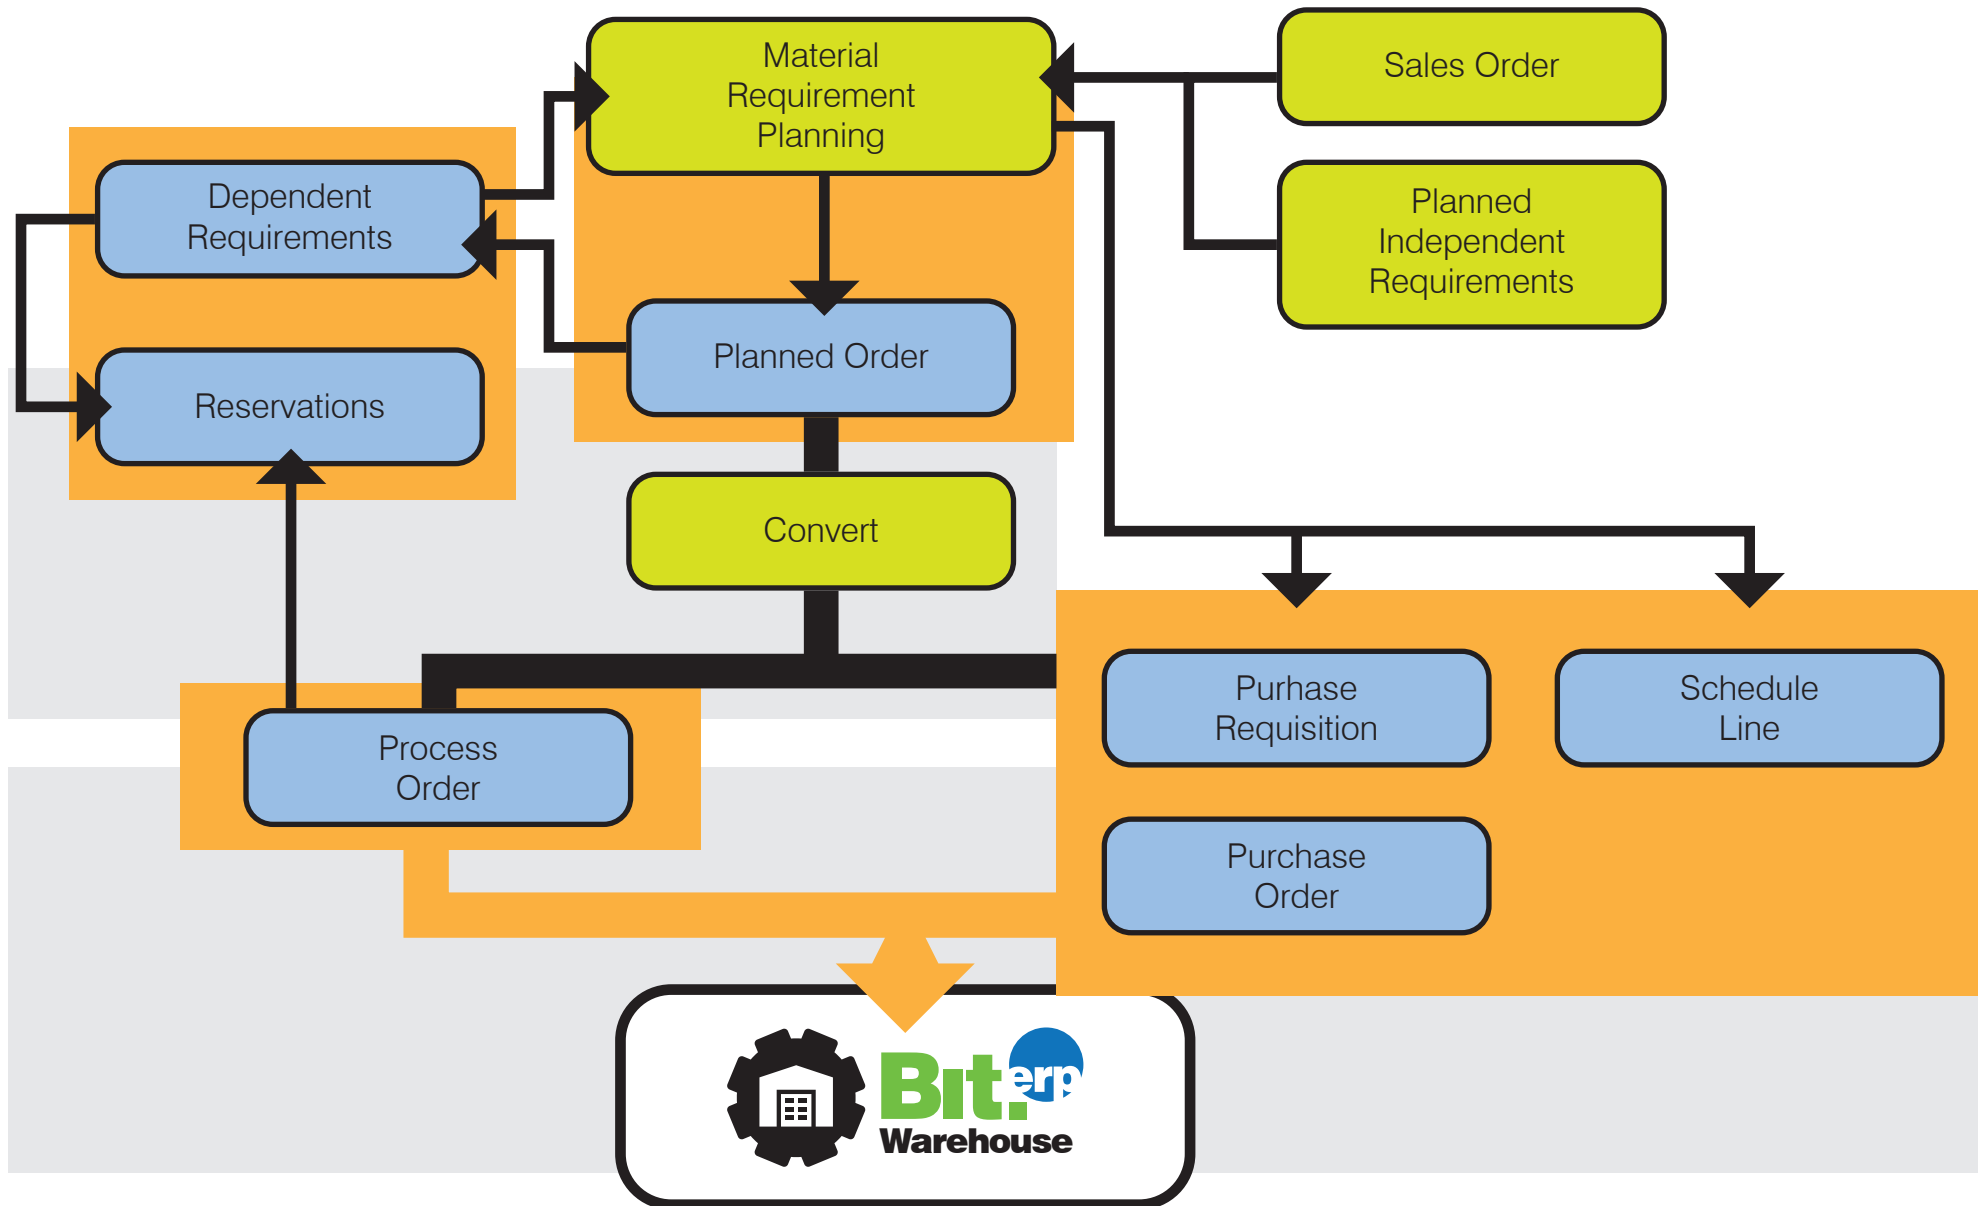 Material
Requirement
Planning
Sales Order
Dependent
Requirements
Planned
Independent
Requirements
Planned Order
Reservations
Convert
Purhase
Requisition
Schedule
Line
Process
Order
Purchase
Order
Bit.erp
Warehouse